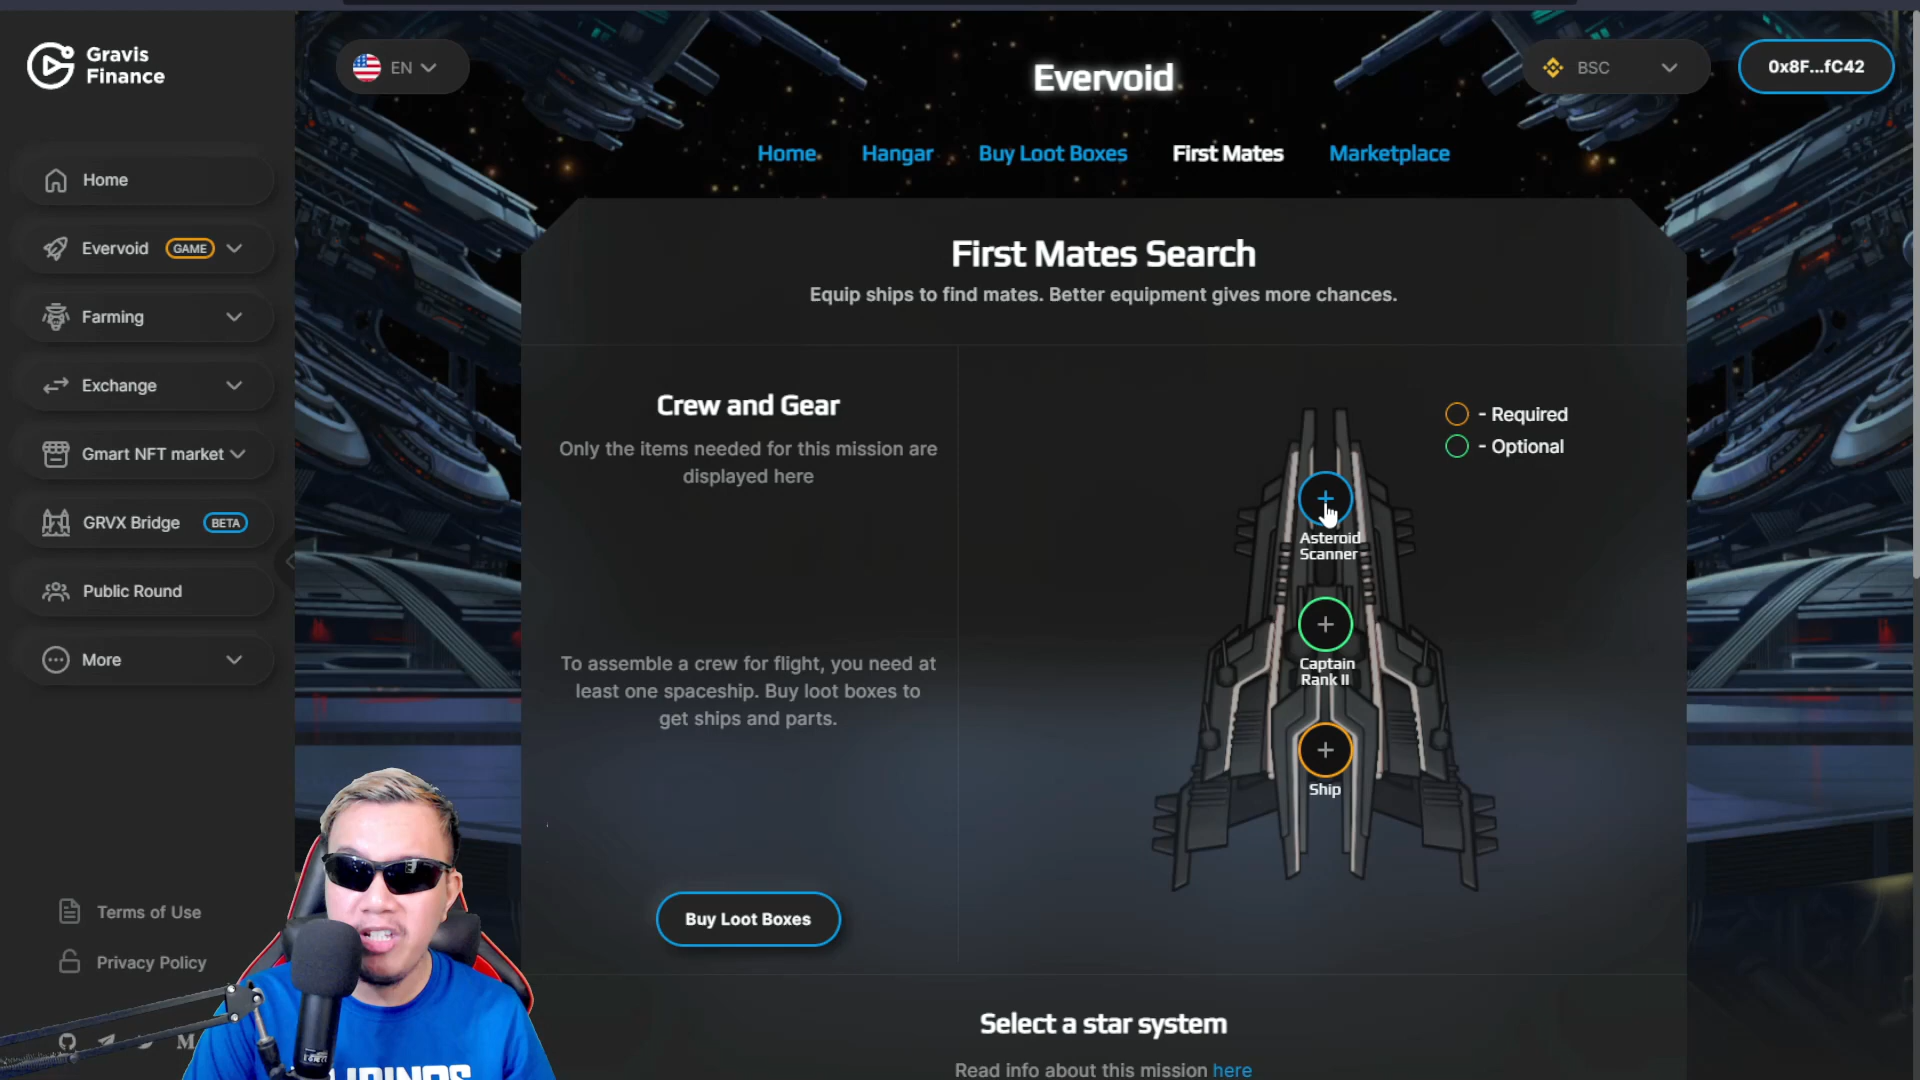 Gravis
Finance
EN
Evervoid
BSC
0x8F...fC42
Home
Hangar
Buy Loot Boxes
First Mates
Marketplace
Home
Evervoid GAME
Farming
Exchange
Gmart NFT market
GRVX Bridge BETA
Public Round
More
Terms of Use
Privacy Policy
First Mates Search
Equip ships to find mates. Better equipment gives more chances.
Crew and Gear
Only the items needed for this mission are
displayed here
To assemble a crew for flight, you need at
least one spaceship. Buy loot boxes to
get ships and parts.
Buy Loot Boxes
- Required
- Optional
Asteroid
Scanner
Captain
Rank II
Ship
Select a star system
Read info about this mission here